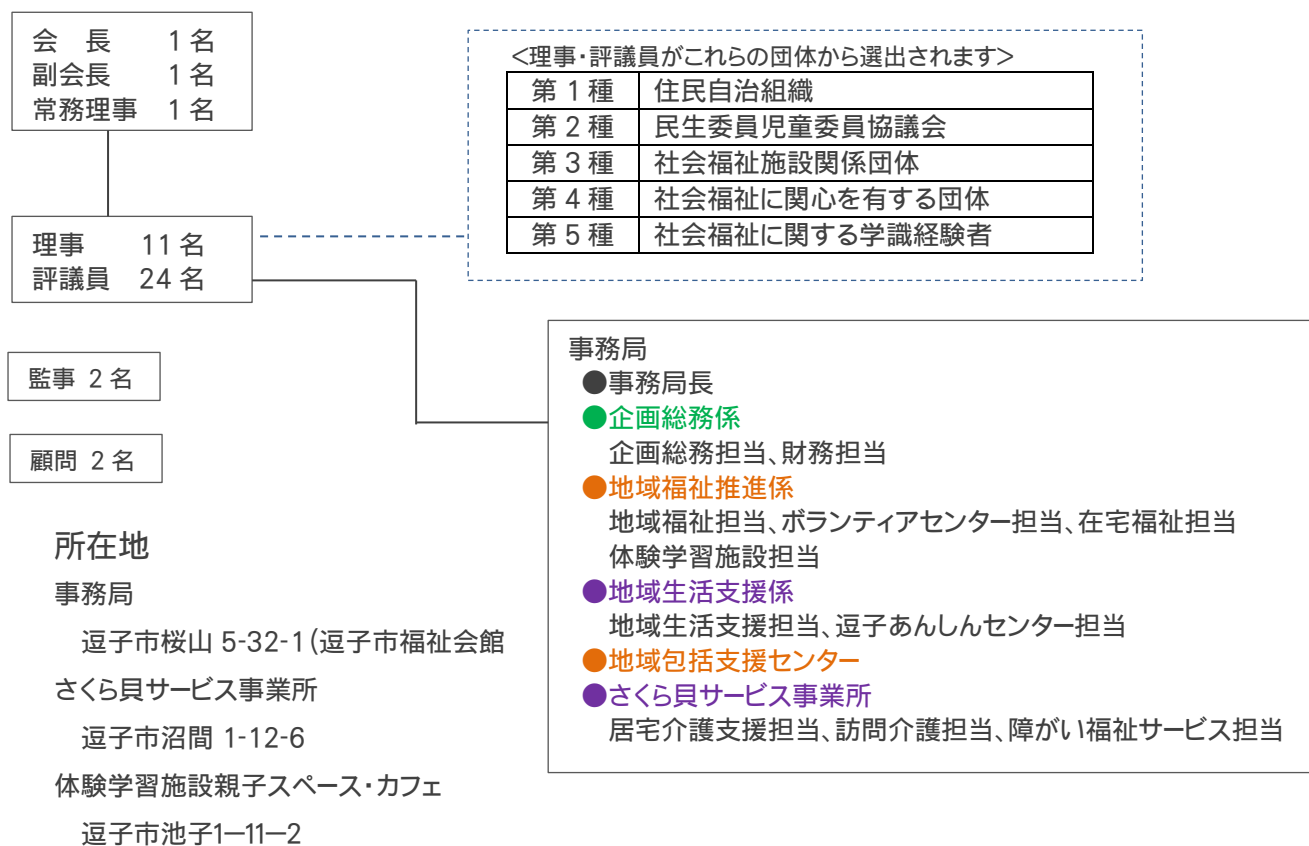 会　長　　1 名
副会長　　1 名
常務理事　1 名
<理事・評議員がこれらの団体から選出されます>
第 1 種　住民自治組織
第 2 種　民生委員児童委員協議会
第 3 種　社会福祉施設関係団体
第 4 種　社会福祉に関心を有する団体
第 5 種　社会福祉に関する学識経験者
理事　　11 名
評議員　24 名
監事 2 名
顧問 2 名
事務局
●事務局長
●企画総務係
企画総務担当、財務担当
●地域福祉推進係
地域福祉担当、ボランティアセンター担当、在宅福祉担当
体験学習施設担当
●地域生活支援係
地域生活支援担当、逗子あんしんセンター担当
●地域包括支援センター
●さくら貝サービス事業所
居宅介護支援担当、訪問介護担当、障がい福祉サービス担当
所在地
事務局
逗子市桜山 5-32-1(逗子市福祉会館
さくら貝サービス事業所
逗子市沼間 1-12-6
体験学習施設親子スペース・カフェ
逗子市池子1ー11ー2